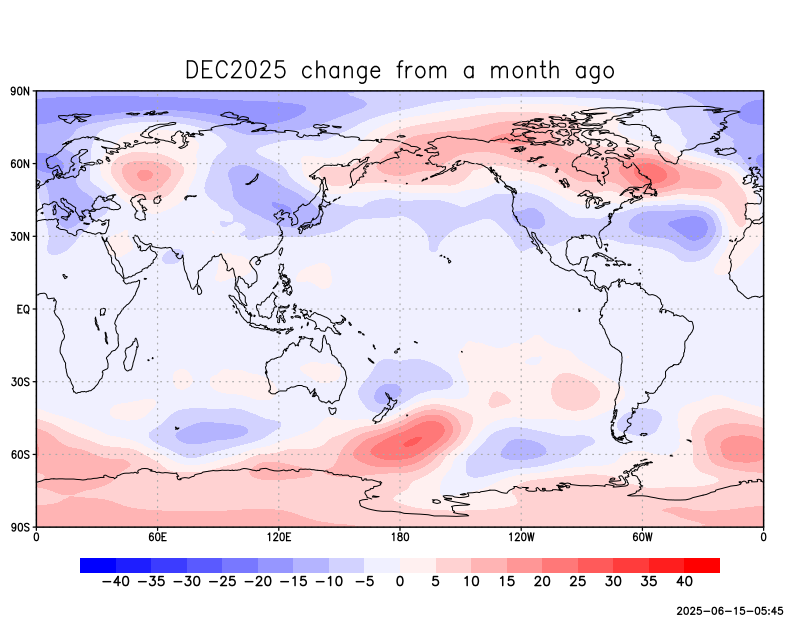 DEC2025 change from a month ago
90N
60N
30N
EQ
30S
60S
90S
0 60E 120E 180 120W 60W 0
−40 −35 −30 −25 −20 −15 −10 −5 0 5 10 15 20 25 30 35 40
2025-06-15-05:45